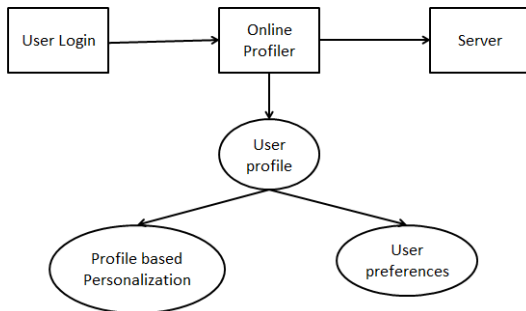 User Login
Online
Profiler
Server
User
profile
Profile based
Personalization
User
preferences